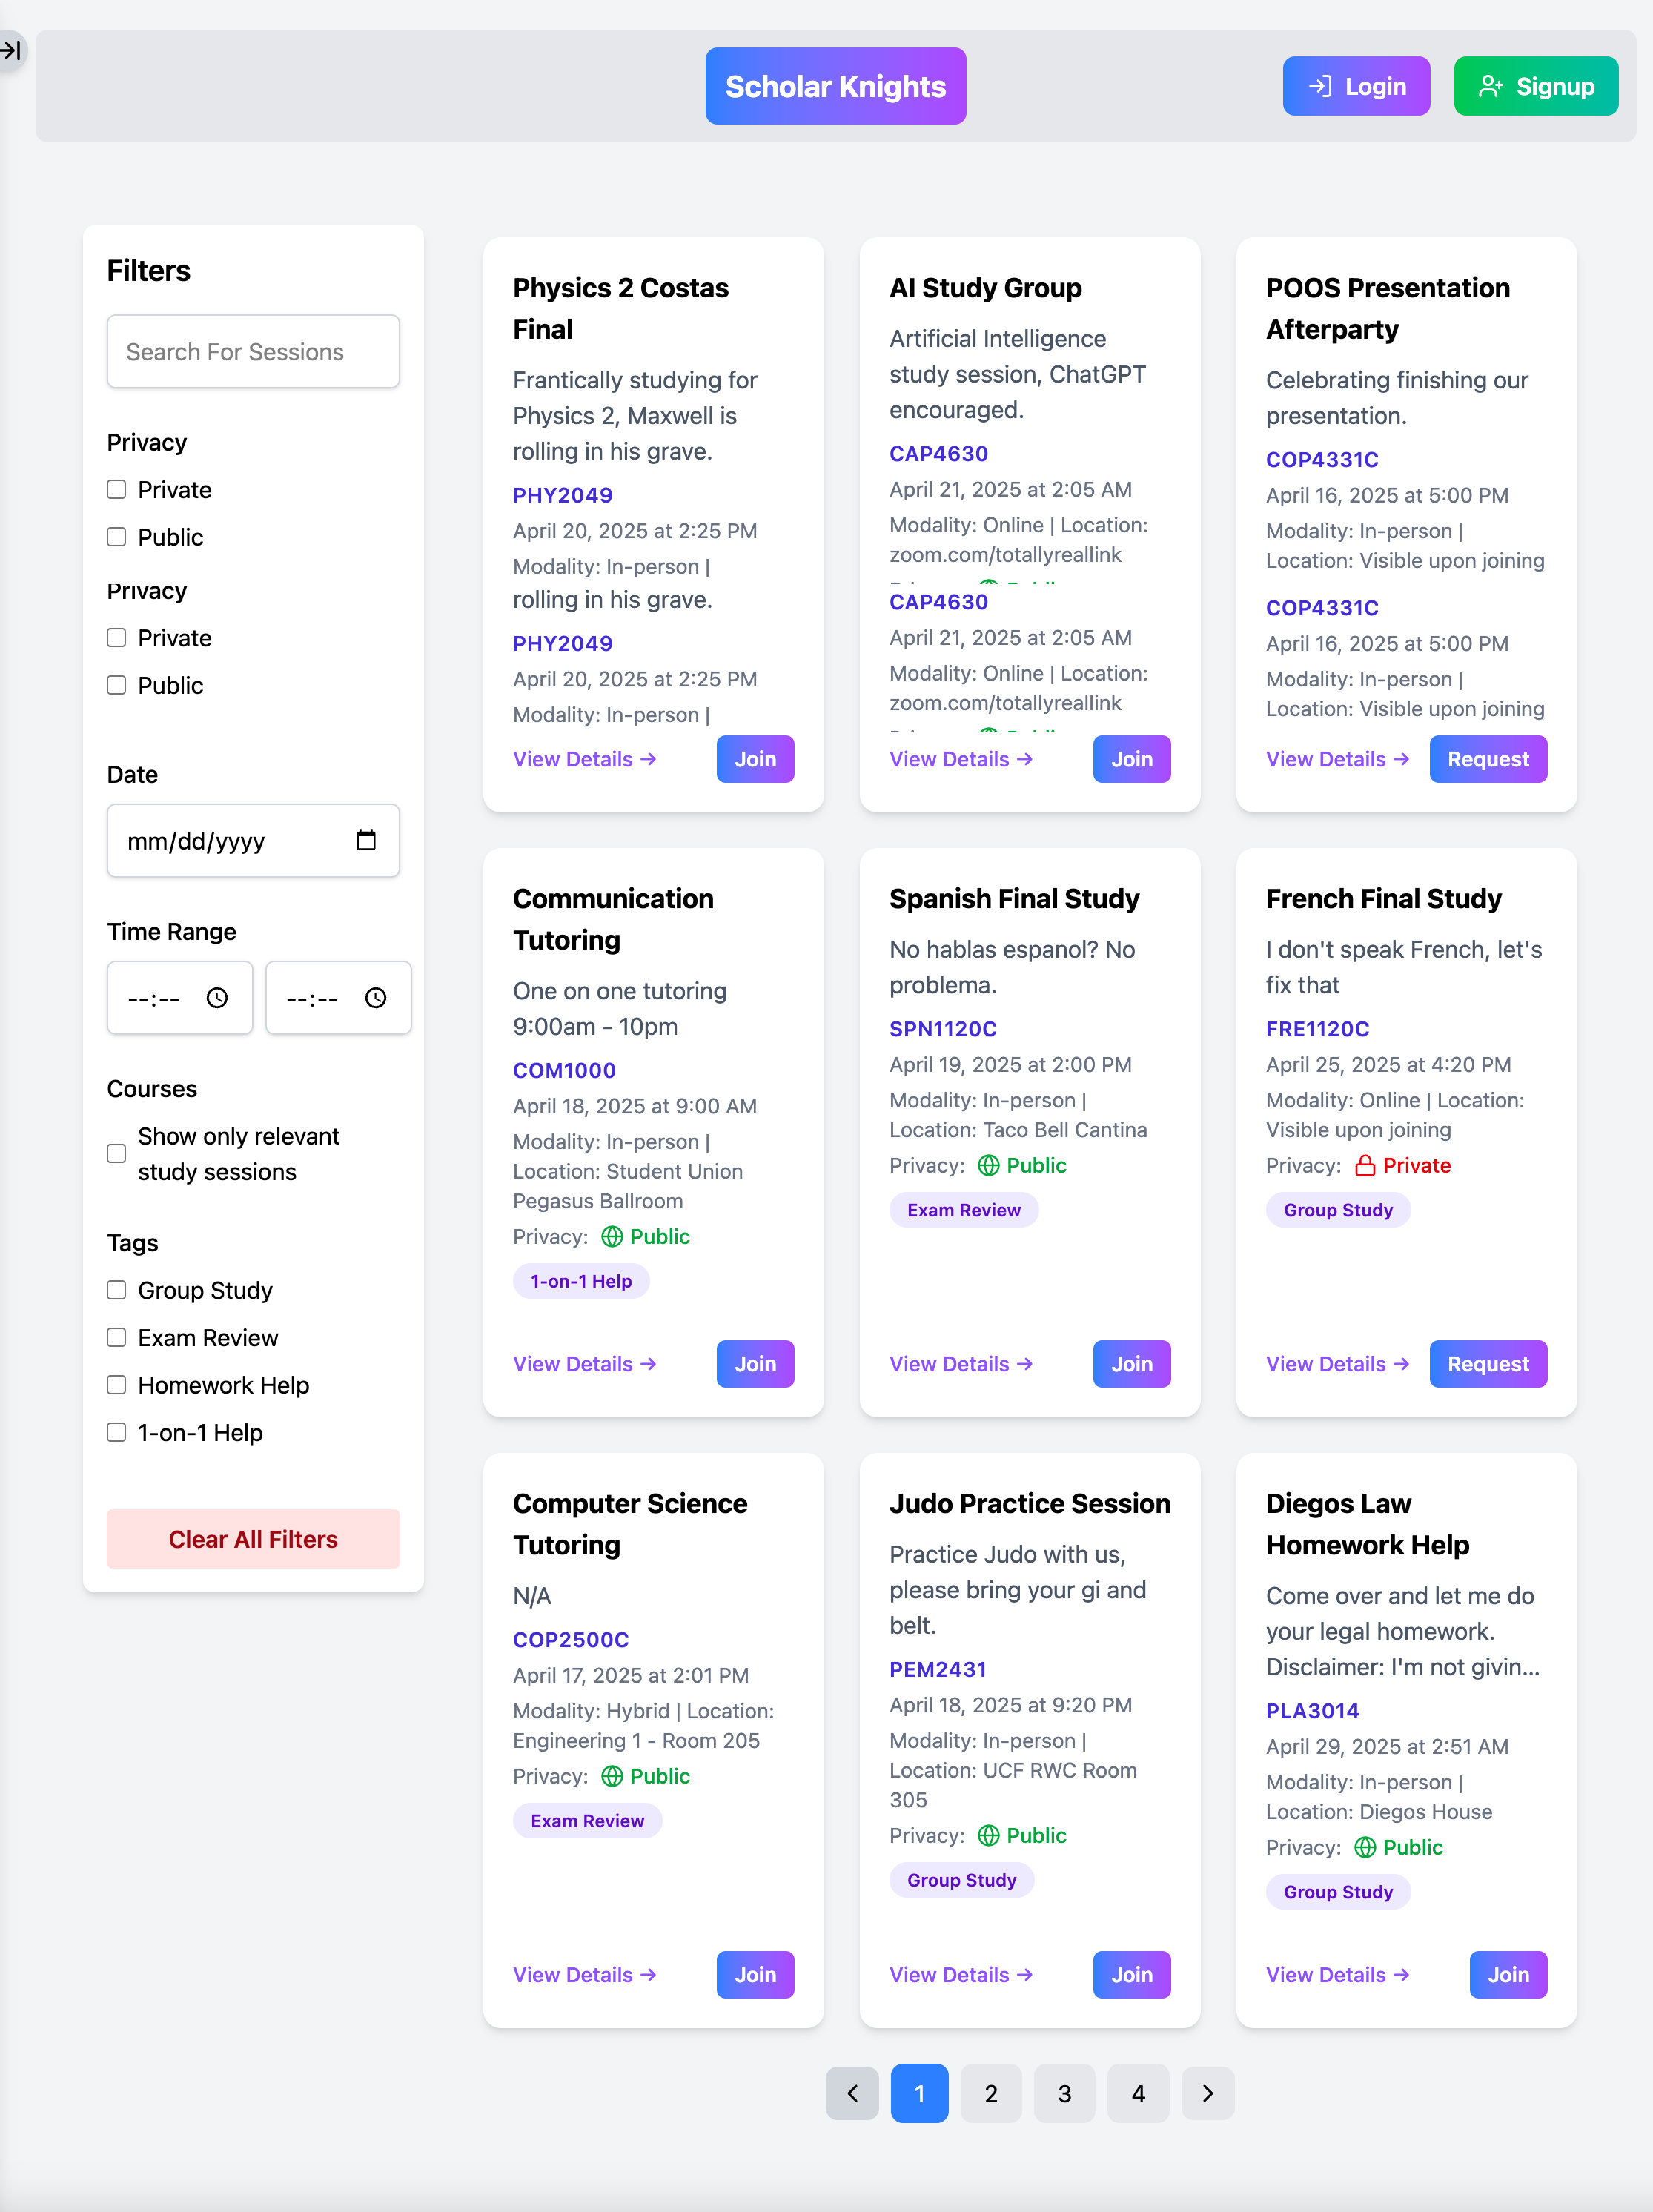 Scholar Knights
Login
Signup
Filters
Search For Sessions
Privacy
Private
Public
Privacy
Private
Public
Date
mm/dd/yyyy
Time Range
--:--
--:--
Courses
Show only relevant
study sessions
Tags
Group Study
Exam Review
Homework Help
1-on-1 Help
Clear All Filters
Physics 2 Costas
Final
Frantically studying for
Physics 2, Maxwell is
rolling in his grave.
PHY2049
April 20, 2025 at 2:25 PM
Modality: In-person |
rolling in his grave.
PHY2049
April 20, 2025 at 2:25 PM
Modality: In-person |
View Details →
Join
AI Study Group
Artificial Intelligence
study session, ChatGPT
encouraged.
CAP4630
April 21, 2025 at 2:05 AM
Modality: Online | Location:
zoom.com/totallyreallink
CAP4630
April 21, 2025 at 2:05 AM
Modality: Online | Location:
zoom.com/totallyreallink
View Details →
Join
POOS Presentation
Afterparty
Celebrating finishing our
presentation.
COP4331C
April 16, 2025 at 5:00 PM
Modality: In-person |
Location: Visible upon joining
COP4331C
April 16, 2025 at 5:00 PM
Modality: In-person |
Location: Visible upon joining
View Details →
Request
Communication
Tutoring
One on one tutoring
9:00am - 10pm
COM1000
April 18, 2025 at 9:00 AM
Modality: In-person |
Location: Student Union
Pegasus Ballroom
Privacy: Public
1-on-1 Help
View Details →
Join
Spanish Final Study
No hablas espanol? No
problema.
SPN1120C
April 19, 2025 at 2:00 PM
Modality: In-person |
Location: Taco Bell Cantina
Privacy: Public
Exam Review
View Details →
Join
French Final Study
I don't speak French, let's
fix that
FRE1120C
April 25, 2025 at 4:20 PM
Modality: Online | Location:
Visible upon joining
Privacy: Private
Group Study
View Details →
Request
Computer Science
Tutoring
N/A
COP2500C
April 17, 2025 at 2:01 PM
Modality: Hybrid | Location:
Engineering 1 - Room 205
Privacy: Public
Exam Review
View Details →
Join
Judo Practice Session
Practice Judo with us,
please bring your gi and
belt.
PEM2431
April 18, 2025 at 9:20 PM
Modality: In-person |
Location: UCF RWC Room
305
Privacy: Public
Group Study
View Details →
Join
Diegos Law
Homework Help
Come over and let me do
your legal homework.
Disclaimer: I'm not givin...
PLA3014
April 29, 2025 at 2:51 AM
Modality: In-person |
Location: Diegos House
Privacy: Public
Group Study
View Details →
Join
1
2
3
4